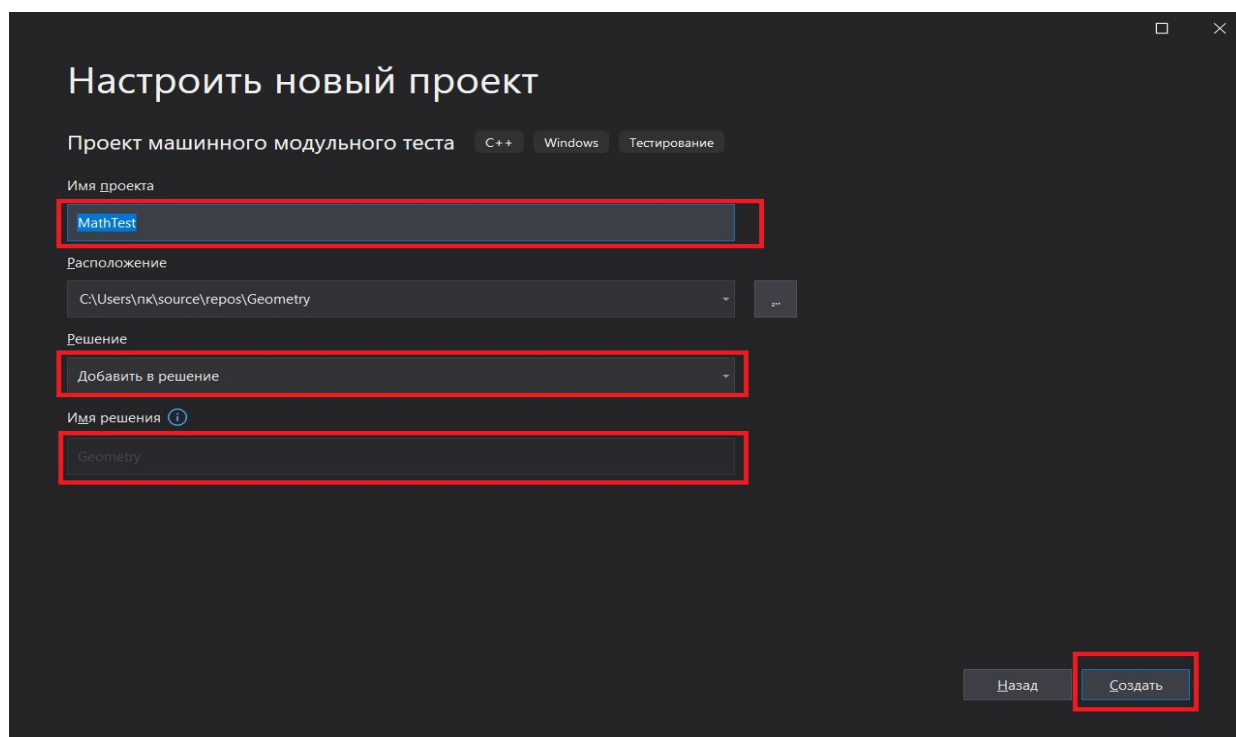 Настроить новый проект
Проект машинного модульного теста C++ Windows Тестирование
Имя проекта
MathTest
Расположение
C:\Users\пк\source\repos\Geometry
...
Решение
Добавить в решение
Имя решения
Geometry
Назад Создать